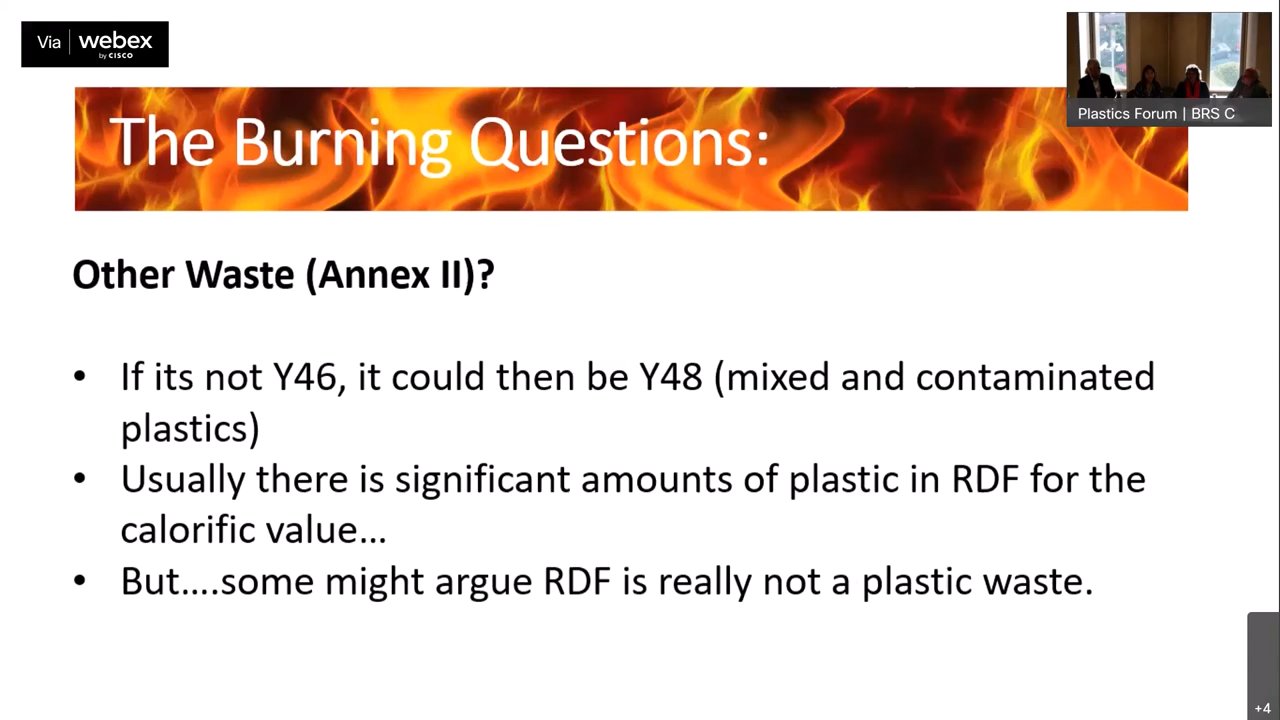 Via webex
by CISCO
Plastics Forum | BRS C
The Burning Questions:
Other Waste (Annex II)?
• If its not Y46, it could then be Y48 (mixed and contaminated
plastics)
• Usually there is significant amounts of plastic in RDF for the
calorific value...
• But....some might argue RDF is really not a plastic waste.
+4